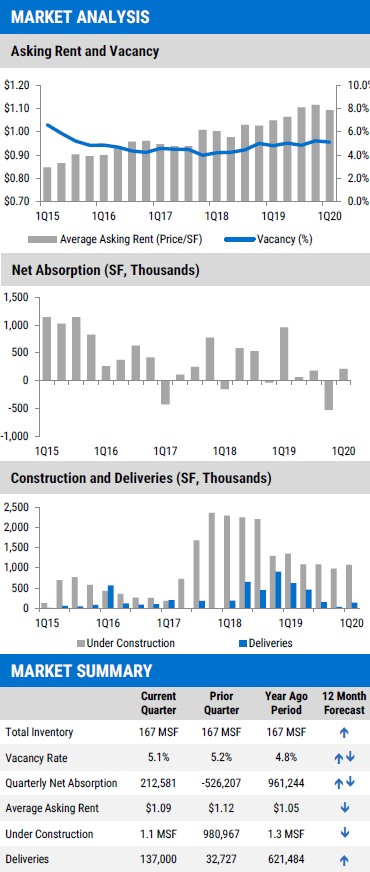 MARKET ANALYSIS
Asking Rent and Vacancy
$1.20
$1.10
$1.00
$0.90
$0.80
$0.70
10.0%
8.0%
6.0%
4.0%
2.0%
0.0%
1Q15 1Q16 1Q17 1Q18 1Q19 1Q20
Average Asking Rent (Price/SF) Vacancy (%)
Net Absorption (SF, Thousands)
1,500
1,000
500
0
-500
-1,000
1Q15 1Q16 1Q17 1Q18 1Q19 1Q20
Construction and Deliveries (SF, Thousands)
2,500
2,000
1,500
1,000
500
0
1Q15 1Q16 1Q17 1Q18 1Q19 1Q20
Under Construction Deliveries
MARKET SUMMARY
Current Quarter Prior Quarter Year Ago Period 12 Month Forecast
Total Inventory 167 MSF 167 MSF 167 MSF ↑
Vacancy Rate 5.1% 5.2% 4.8% ↑↓
Quarterly Net Absorption 212,581 -526,207 961,244 ↑↓
Average Asking Rent $1.09 $1.12 $1.05 ↓
Under Construction 1.1 MSF 980,967 1.3 MSF ↓
Deliveries 137,000 32,727 621,484 ↑